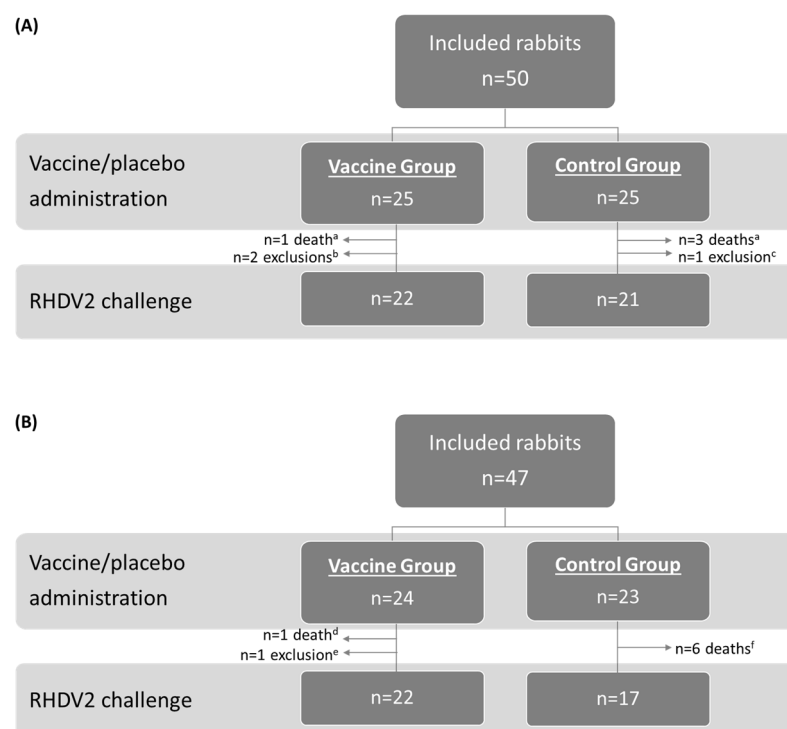 (A)
Included rabbits
n=50
Vaccine/placebo
administration
Vaccine Group
n=25
Control Group
n=25
n=1 deathᵃ
n=2 exclusionsᵇ
n=3 deathsᵃ
n=1 exclusionᶜ
RHDV2 challenge
n=22
n=21
(B)
Included rabbits
n=47
Vaccine/placebo
administration
Vaccine Group
n=24
Control Group
n=23
n=1 deathᵈ
n=1 exclusionᵉ
n=6 deathsᶠ
RHDV2 challenge
n=22
n=17